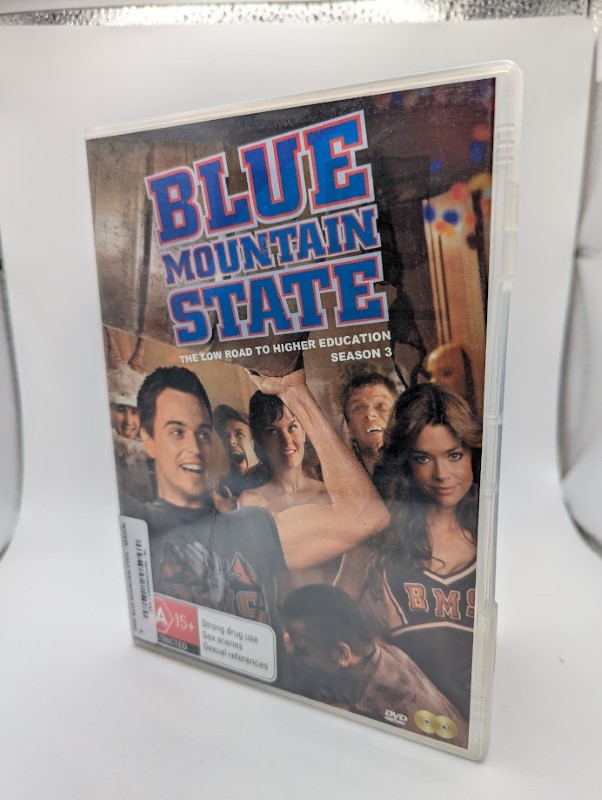 BLUE
MOUNTAIN
STATE
THE LOW ROAD TO HIGHER EDUCATION
SEASON 3
BMS
A 15+
Strong drug use
Sex scenes
Sexual references
DVD